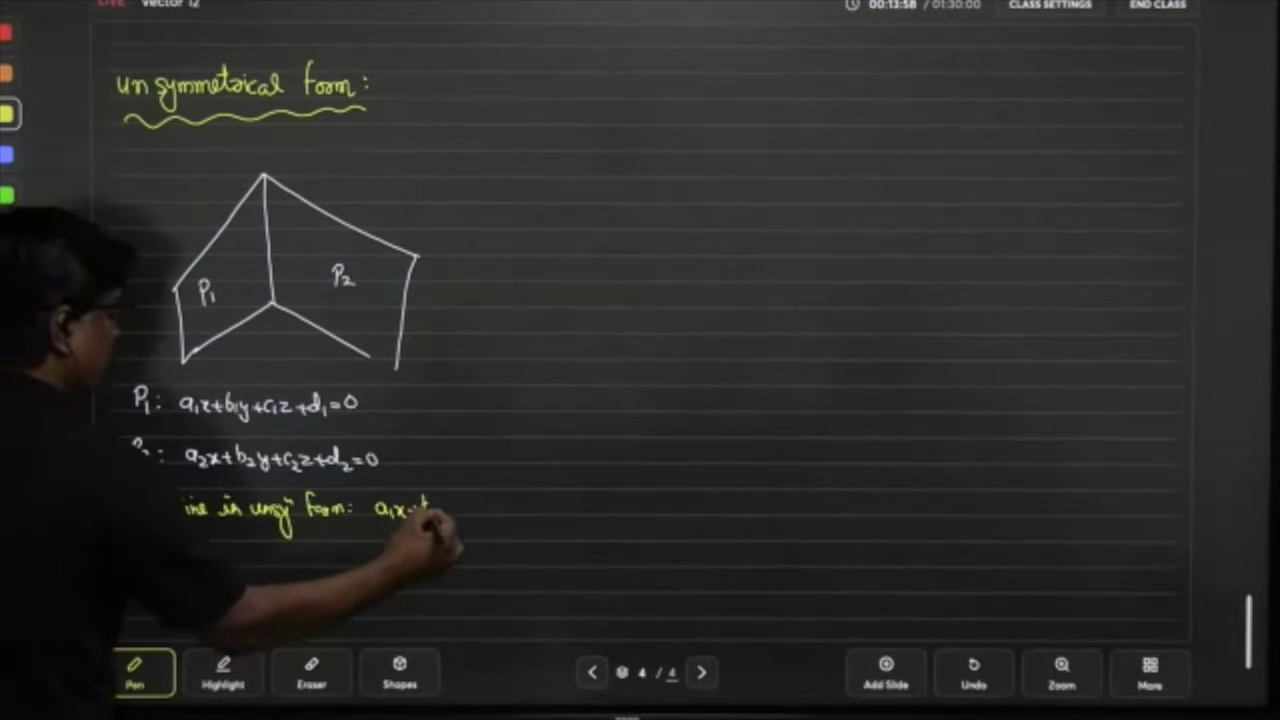 LIVE Vector 12 00:13:58 / 01:30:00 CLASS SETTINGS END CLASS
unsymmetrical form:
P₁ P₂
P₁: a₁x+b₁y+c₁z+d₁=0
: a₂x+b₂y+c₂z+d₂=0
in form: a₁x+
Pen Highlight Eraser Shapes 4 / 4 Add Slide Undo Zoom More